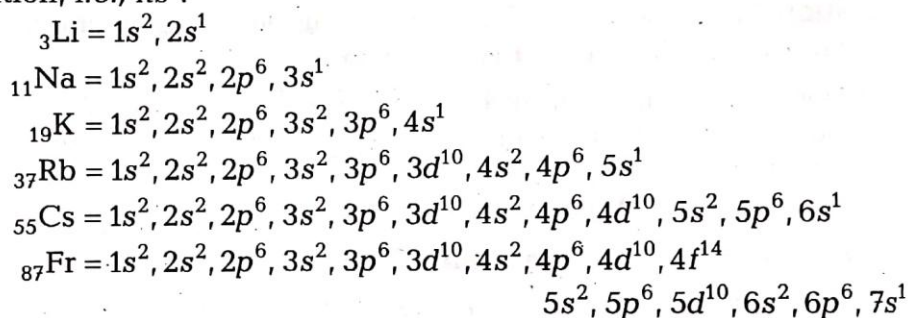 ₃Li = 1s², 2s¹
₁₁Na = 1s², 2s², 2p⁶, 3s¹
₁₉K = 1s², 2s², 2p⁶, 3s², 3p⁶, 4s¹
₃₇Rb = 1s², 2s², 2p⁶, 3s², 3p⁶, 3d¹⁰, 4s², 4p⁶, 5s¹
₅₅Cs = 1s², 2s², 2p⁶, 3s², 3p⁶, 3d¹⁰, 4s², 4p⁶, 4d¹⁰, 5s², 5p⁶, 6s¹
₈₇Fr = 1s², 2s², 2p⁶, 3s², 3p⁶, 3d¹⁰, 4s², 4p⁶, 4d¹⁰, 4f¹⁴
5s², 5p⁶, 5d¹⁰, 6s², 6p⁶, 7s¹